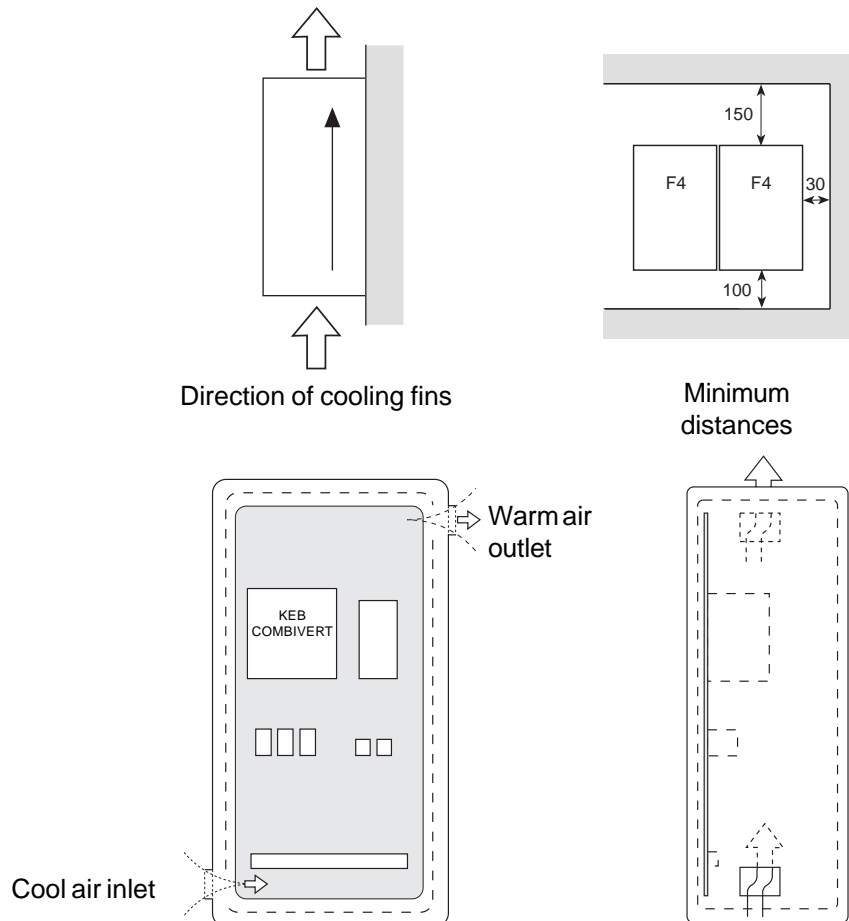 150
F4
F4
30
100
Direction of cooling fins
Minimum
distances
Warm air
outlet
KEB
COMBIVERT
Cool air inlet